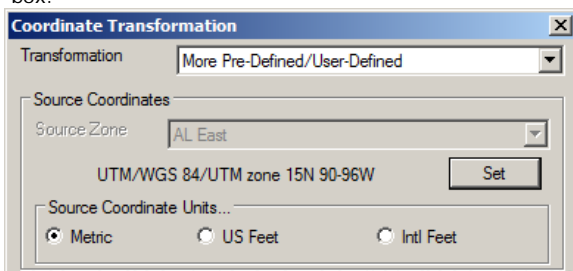 box.
Coordinate Transformation
Transformation More Pre-Defined/User-Defined
Source Coordinates
Source Zone AL East
UTM/WGS 84/UTM zone 15N 90-96W Set
Source Coordinate Units...
Metric US Feet Intl Feet